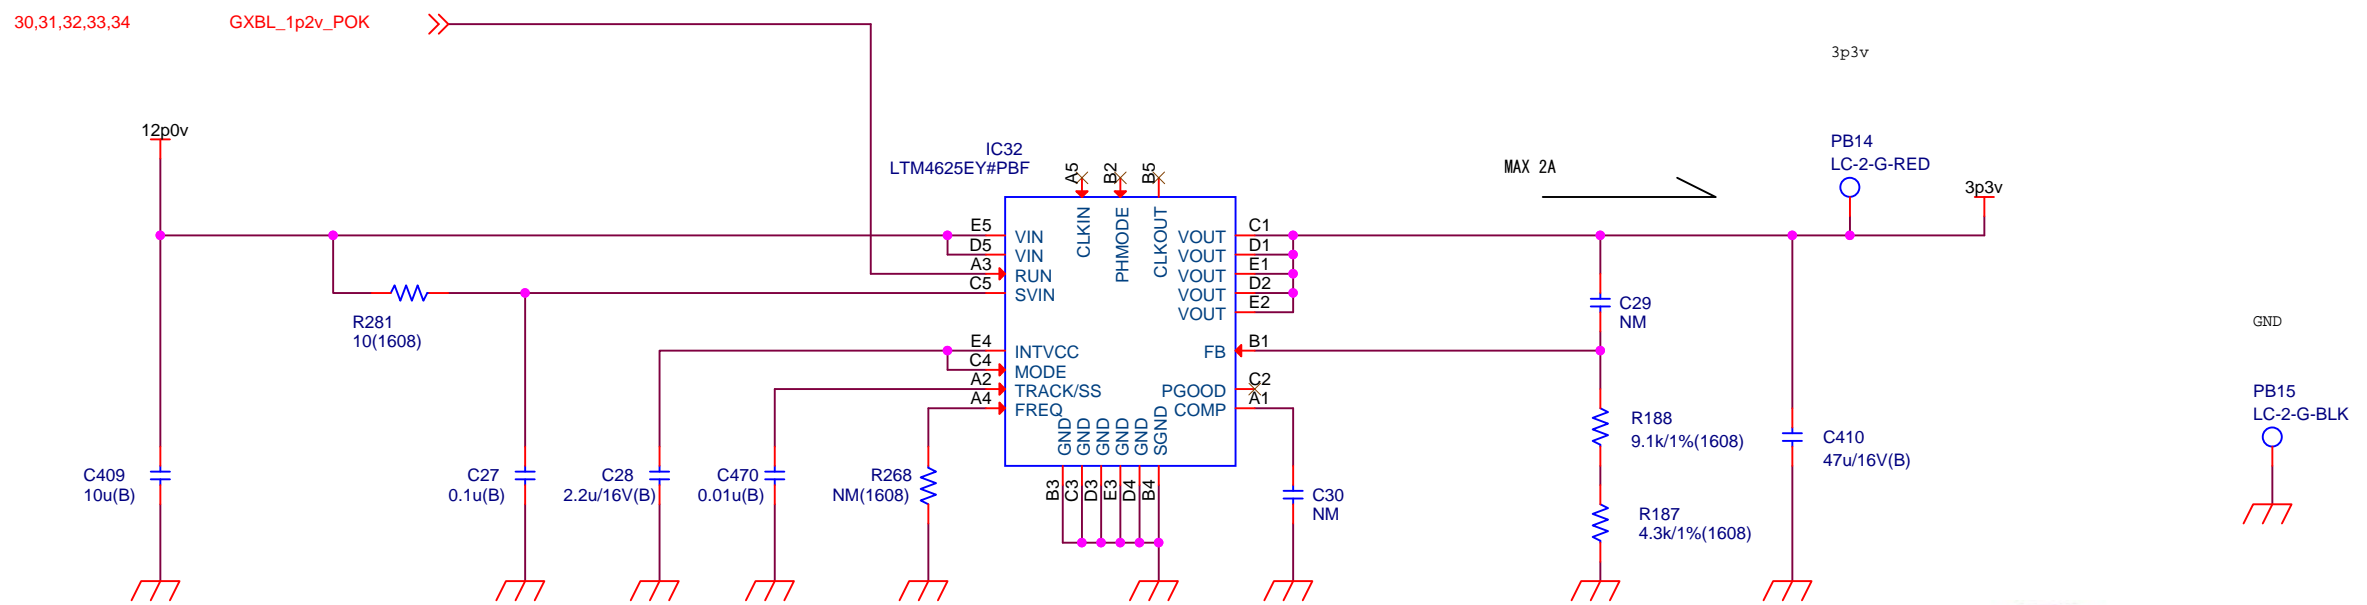 30,31,32,33,34 GXBL_1p2v_POK
3p3v
12p0v
IC32
LTM4625EY#PBF
A5 B2 B5
CLKIN PHMODE CLKOUT
MAX 2A
PB14
LC-2-G-RED
3p3v
E5 VIN
D5 VIN
A3 RUN
C5 SVIN
E4 INTVCC
C4 MODE
A2 TRACK/SS
A4 FREQ
VOUT C1
VOUT D1
VOUT E1
VOUT D2
VOUT E2
FB B1
PGOOD C2
COMP A1
GND GND GND GND GND SGND
B3 C3 D3 E3 D4 B4
R281
10(1608)
C29
NM
GND
PB15
LC-2-G-BLK
R188
9.1k/1%(1608)
C410
47u/16V(B)
C409
10u(B)
C27
0.1u(B)
C28
2.2u/16V(B)
C470
0.01u(B)
R268
NM(1608)
C30
NM
R187
4.3k/1%(1608)